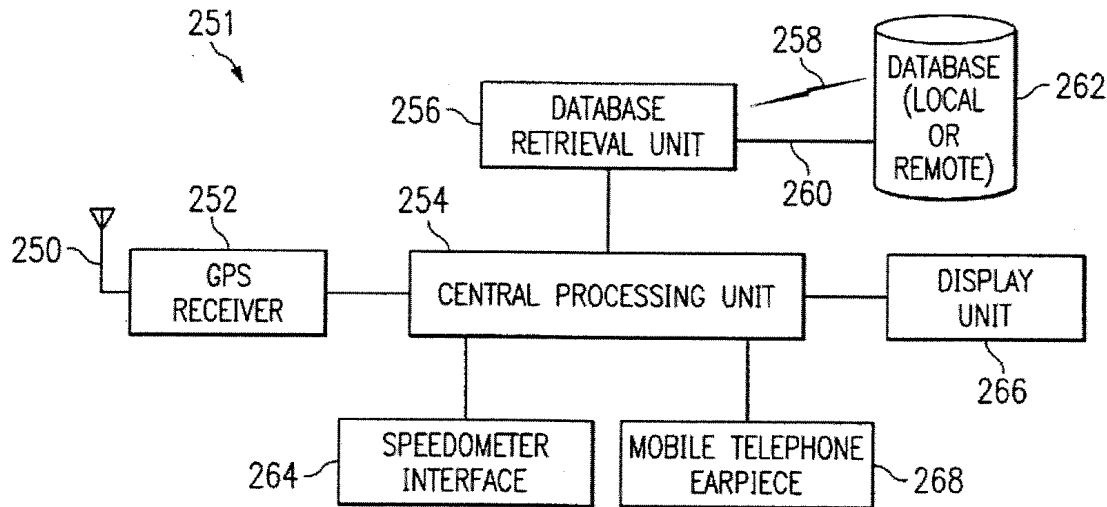 251
258
DATABASE
(LOCAL
OR
REMOTE)
262
256
DATABASE
RETRIEVAL UNIT
260
252
254
250
GPS
RECEIVER
CENTRAL PROCESSING UNIT
DISPLAY
UNIT
266
264
SPEEDOMETER
INTERFACE
MOBILE TELEPHONE
EARPIECE
268